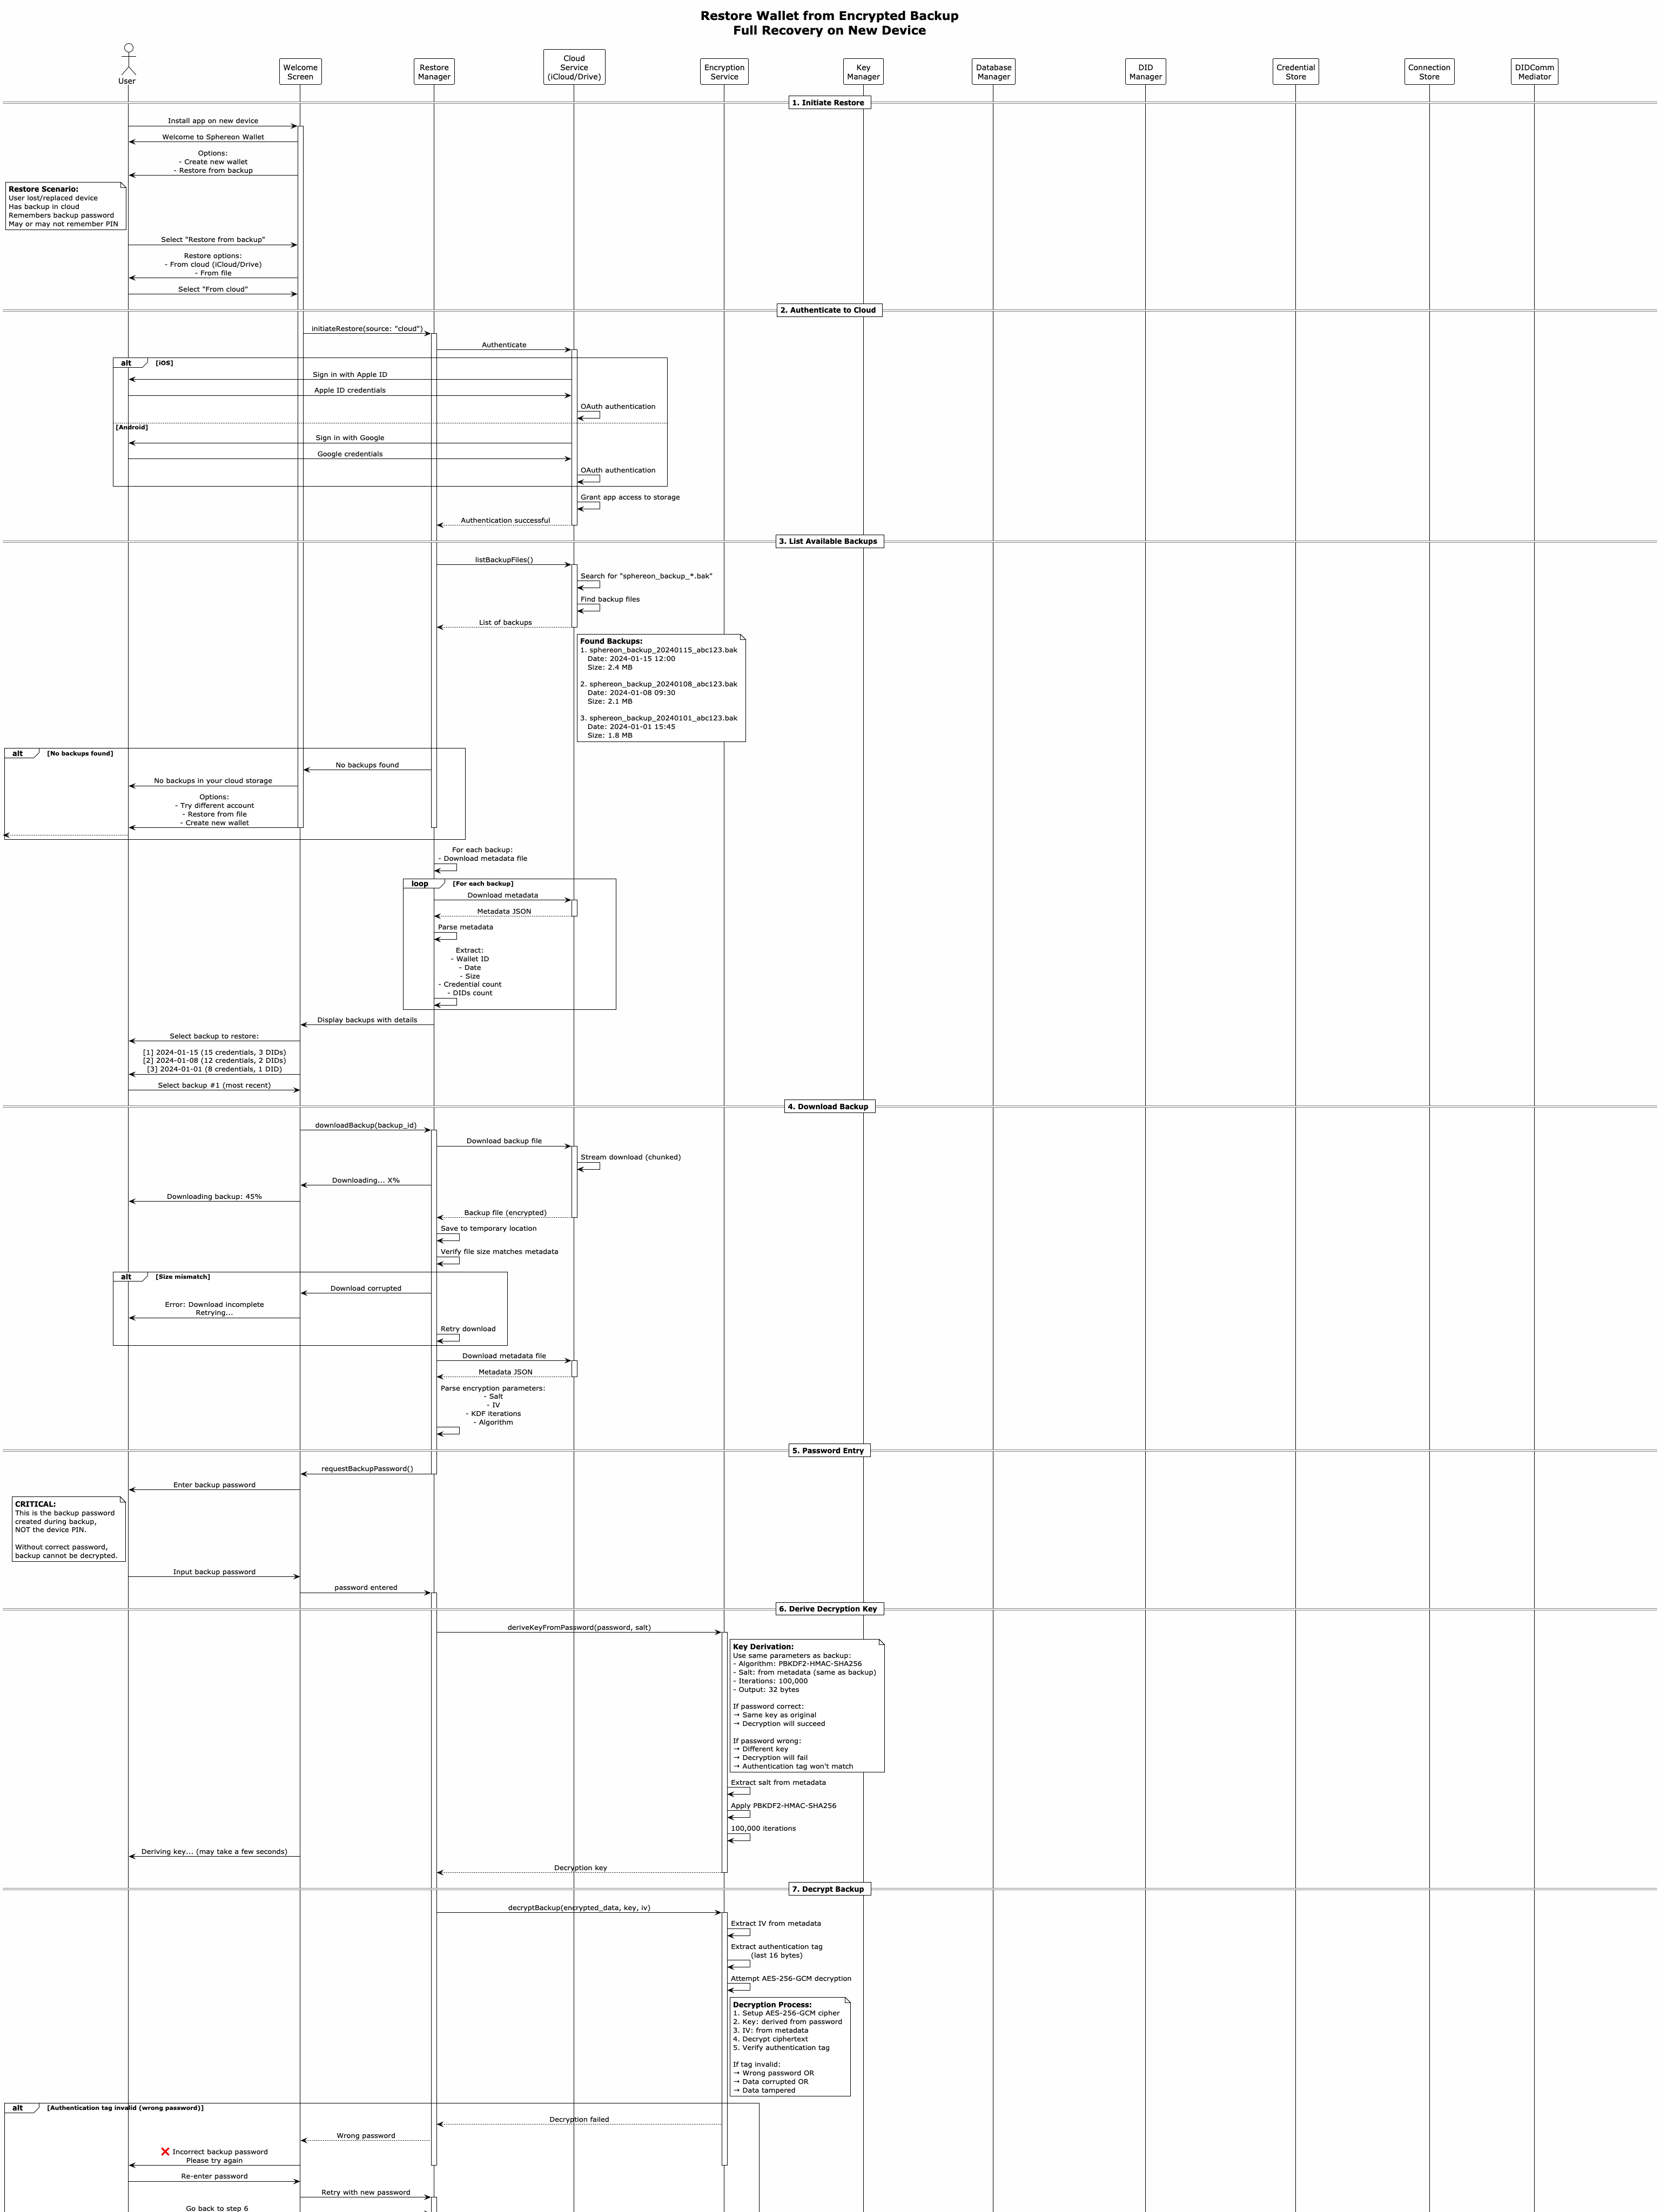 Restore Wallet from Encrypted Backup
Full Recovery on New Device
User
Welcome
Screen
Restore
Manager
Cloud
Service
(iCloud/Drive)
Encryption
Service
Key
Manager
Database
Manager
DID
Manager
Credential
Store
Connection
Store
DIDComm
Mediator
1. Initiate Restore
Install app on new device
Welcome to Sphereon Wallet
Options:
- Create new wallet
- Restore from backup
Restore Scenario:
User lost/replaced device
Has backup in cloud
Remembers backup password
May or may not remember PIN
Select "Restore from backup"
Restore options:
- From cloud (iCloud/Drive)
- From file
Select "From cloud"
2. Authenticate to Cloud
initiateRestore(source: "cloud")
Authenticate
alt [iOS]
Sign in with Apple ID
Apple ID credentials
OAuth authentication
[Android]
Sign in with Google
Google credentials
OAuth authentication
Grant app access to storage
Authentication successful
3. List Available Backups
listBackupFiles()
Search for "sphereon_backup_*.bak"
Find backup files
List of backups
Found Backups:
1. sphereon_backup_20240115_abc123.bak
Date: 2024-01-15 12:00
Size: 2.4 MB
2. sphereon_backup_20240108_abc123.bak
Date: 2024-01-08 09:30
Size: 2.1 MB
3. sphereon_backup_20240101_abc123.bak
Date: 2024-01-01 15:45
Size: 1.8 MB
alt [No backups found]
No backups found
No backups in your cloud storage
Options:
- Try different account
- Restore from file
- Create new wallet
For each backup:
- Download metadata file
loop [For each backup]
Download metadata
Metadata JSON
Parse metadata
Extract:
- Wallet ID
- Date
- Size
- Credential count
- DIDs count
Display backups with details
Select backup to restore:
[1] 2024-01-15 (15 credentials, 3 DIDs)
[2] 2024-01-08 (12 credentials, 2 DIDs)
[3] 2024-01-01 (8 credentials, 1 DID)
Select backup #1 (most recent)
4. Download Backup
downloadBackup(backup_id)
Download backup file
Stream download (chunked)
Downloading... X%
Downloading backup: 45%
Backup file (encrypted)
Save to temporary location
Verify file size matches metadata
alt [Size mismatch]
Download corrupted
Error: Download incomplete
Retrying...
Retry download
Download metadata file
Metadata JSON
Parse encryption parameters:
- Salt
- IV
- KDF iterations
- Algorithm
5. Password Entry
requestBackupPassword()
Enter backup password
CRITICAL:
This is the backup password
created during backup,
NOT the device PIN.
Without correct password,
backup cannot be decrypted.
Input backup password
password entered
6. Derive Decryption Key
deriveKeyFromPassword(password, salt)
Key Derivation:
Use same parameters as backup:
- Algorithm: PBKDF2-HMAC-SHA256
- Salt: from metadata (same as backup)
- Iterations: 100,000
- Output: 32 bytes
If password correct:
→ Same key as original
→ Decryption will succeed
If password wrong:
→ Different key
→ Decryption will fail
→ Authentication tag won't match
Extract salt from metadata
Apply PBKDF2-HMAC-SHA256
100,000 iterations
Deriving key... (may take a few seconds)
Decryption key
7. Decrypt Backup
decryptBackup(encrypted_data, key, iv)
Extract IV from metadata
Extract authentication tag
(last 16 bytes)
Attempt AES-256-GCM decryption
Decryption Process:
1. Setup AES-256-GCM cipher
2. Key: derived from password
3. IV: from metadata
4. Decrypt ciphertext
5. Verify authentication tag
If tag invalid:
→ Wrong password OR
→ Data corrupted OR
→ Data tampered
alt [Authentication tag invalid (wrong password)]
Decryption failed
Wrong password
❌ Incorrect backup password
Please try again
Re-enter password
Retry with new password
Go back to step 6